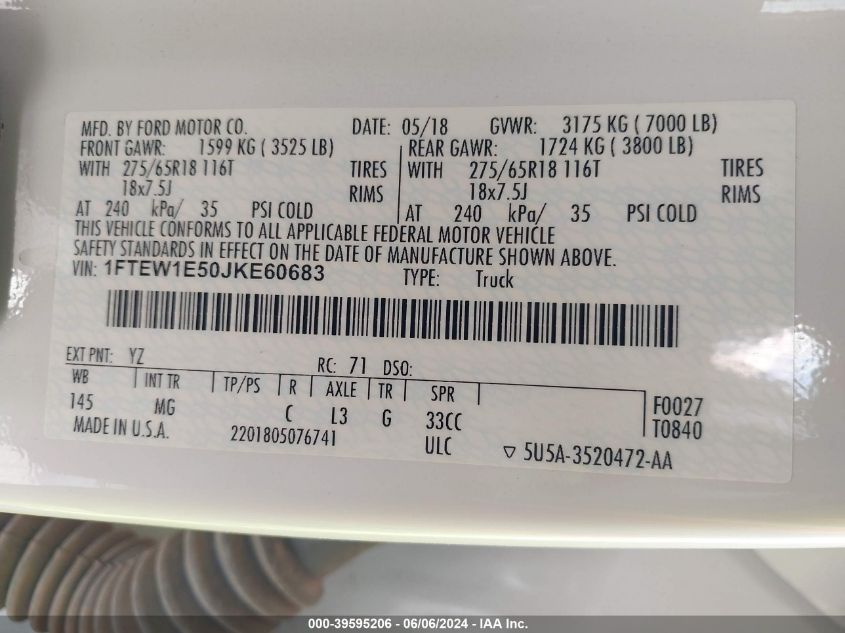 MFD. BY FORD MOTOR CO. DATE: 05/18 GVWR: 3175 KG ( 7000 LB)
FRONT GAWR: 1599 KG ( 3525 LB) REAR GAWR: 1724 KG ( 3800 LB)
WITH 275/65R18 116T TIRES WITH 275/65R18 116T TIRES
18x7.5J RIMS 18x7.5J RIMS
AT 240 kPa/ 35 PSI COLD AT 240 kPa/ 35 PSI COLD
THIS VEHICLE CONFORMS TO ALL APPLICABLE FEDERAL MOTOR VEHICLE
SAFETY STANDARDS IN EFFECT ON THE DATE OF MANUFACTURE SHOWN ABOVE.
VIN: 1FTEW1E50JKE60683 TYPE: Truck
EXT PNT: YZ RC: 71 DSO:
WB INT TR TP/PS R AXLE TR SPR
145 MG C L3 G 33CC F0027
MADE IN U.S.A. 2201805076741 ULC T0840
▽ 5U5A-3520472-AA
000-39595206 - 06/06/2024 - IAA Inc.